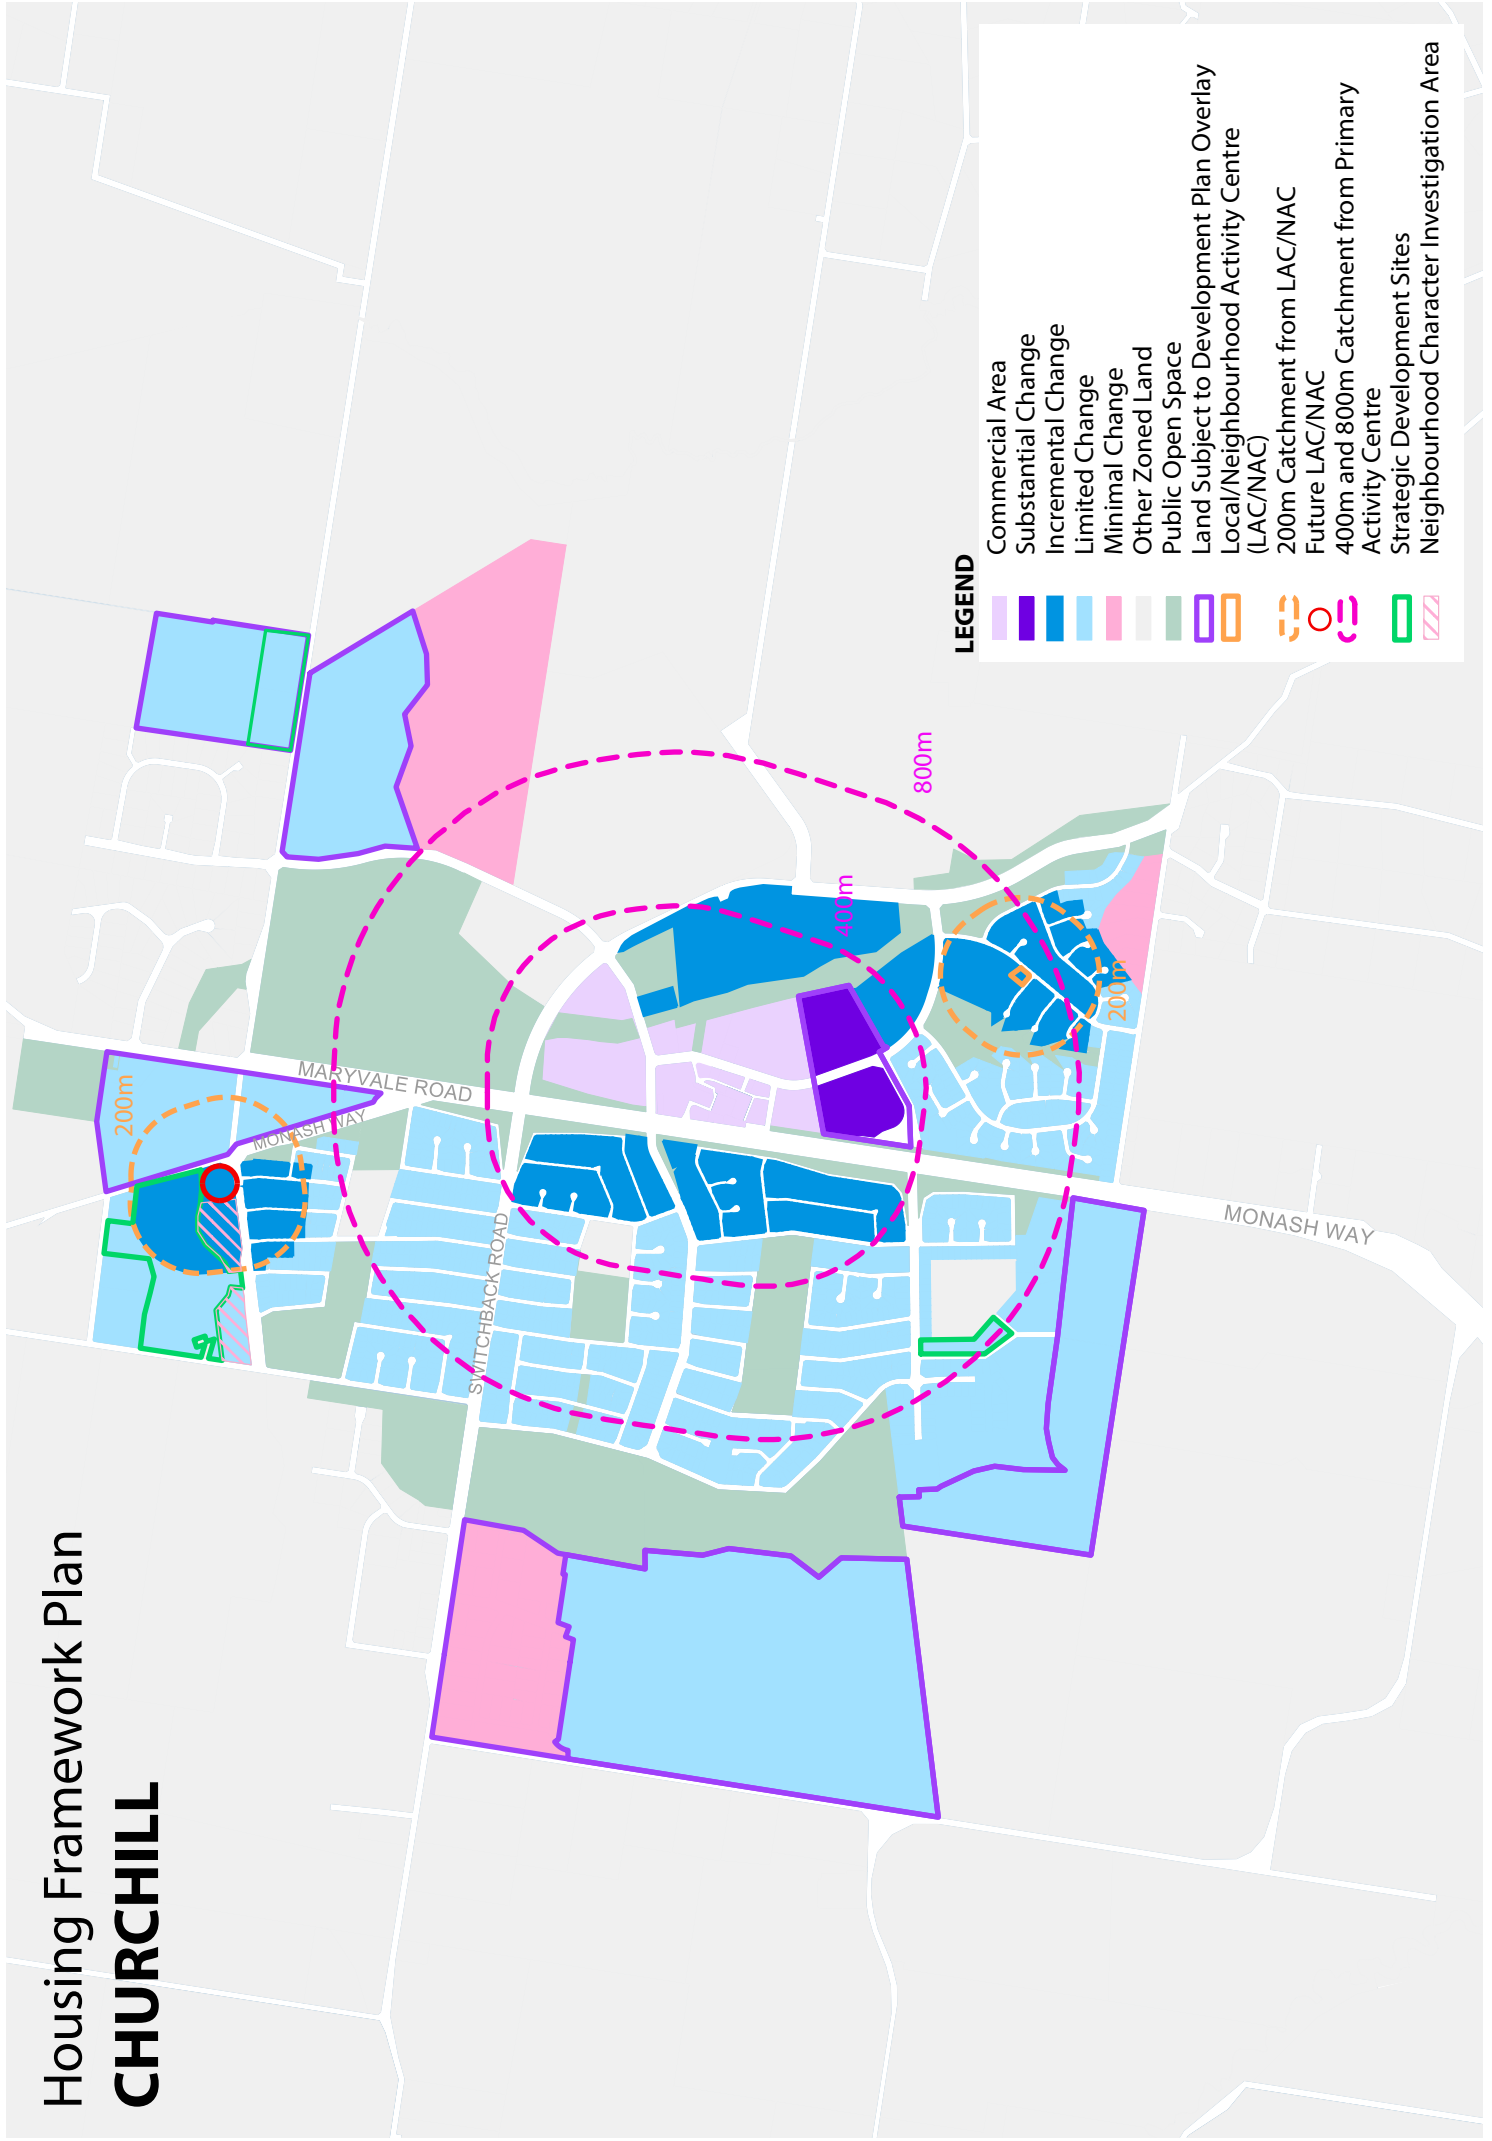 Housing Framework Plan
CHURCHILL
200m
MARYVALE ROAD
MONASH WAY
SWITCHBACK ROAD
400m
800m
200m
MONASH WAY
LEGEND
Commercial Area
Substantial Change
Incremental Change
Limited Change
Minimal Change
Other Zoned Land
Public Open Space
Land Subject to Development Plan Overlay
Local/Neighbourhood Activity Centre
(LAC/NAC)
200m Catchment from LAC/NAC
Future LAC/NAC
400m and 800m Catchment from Primary
Activity Centre
Strategic Development Sites
Neighbourhood Character Investigation Area